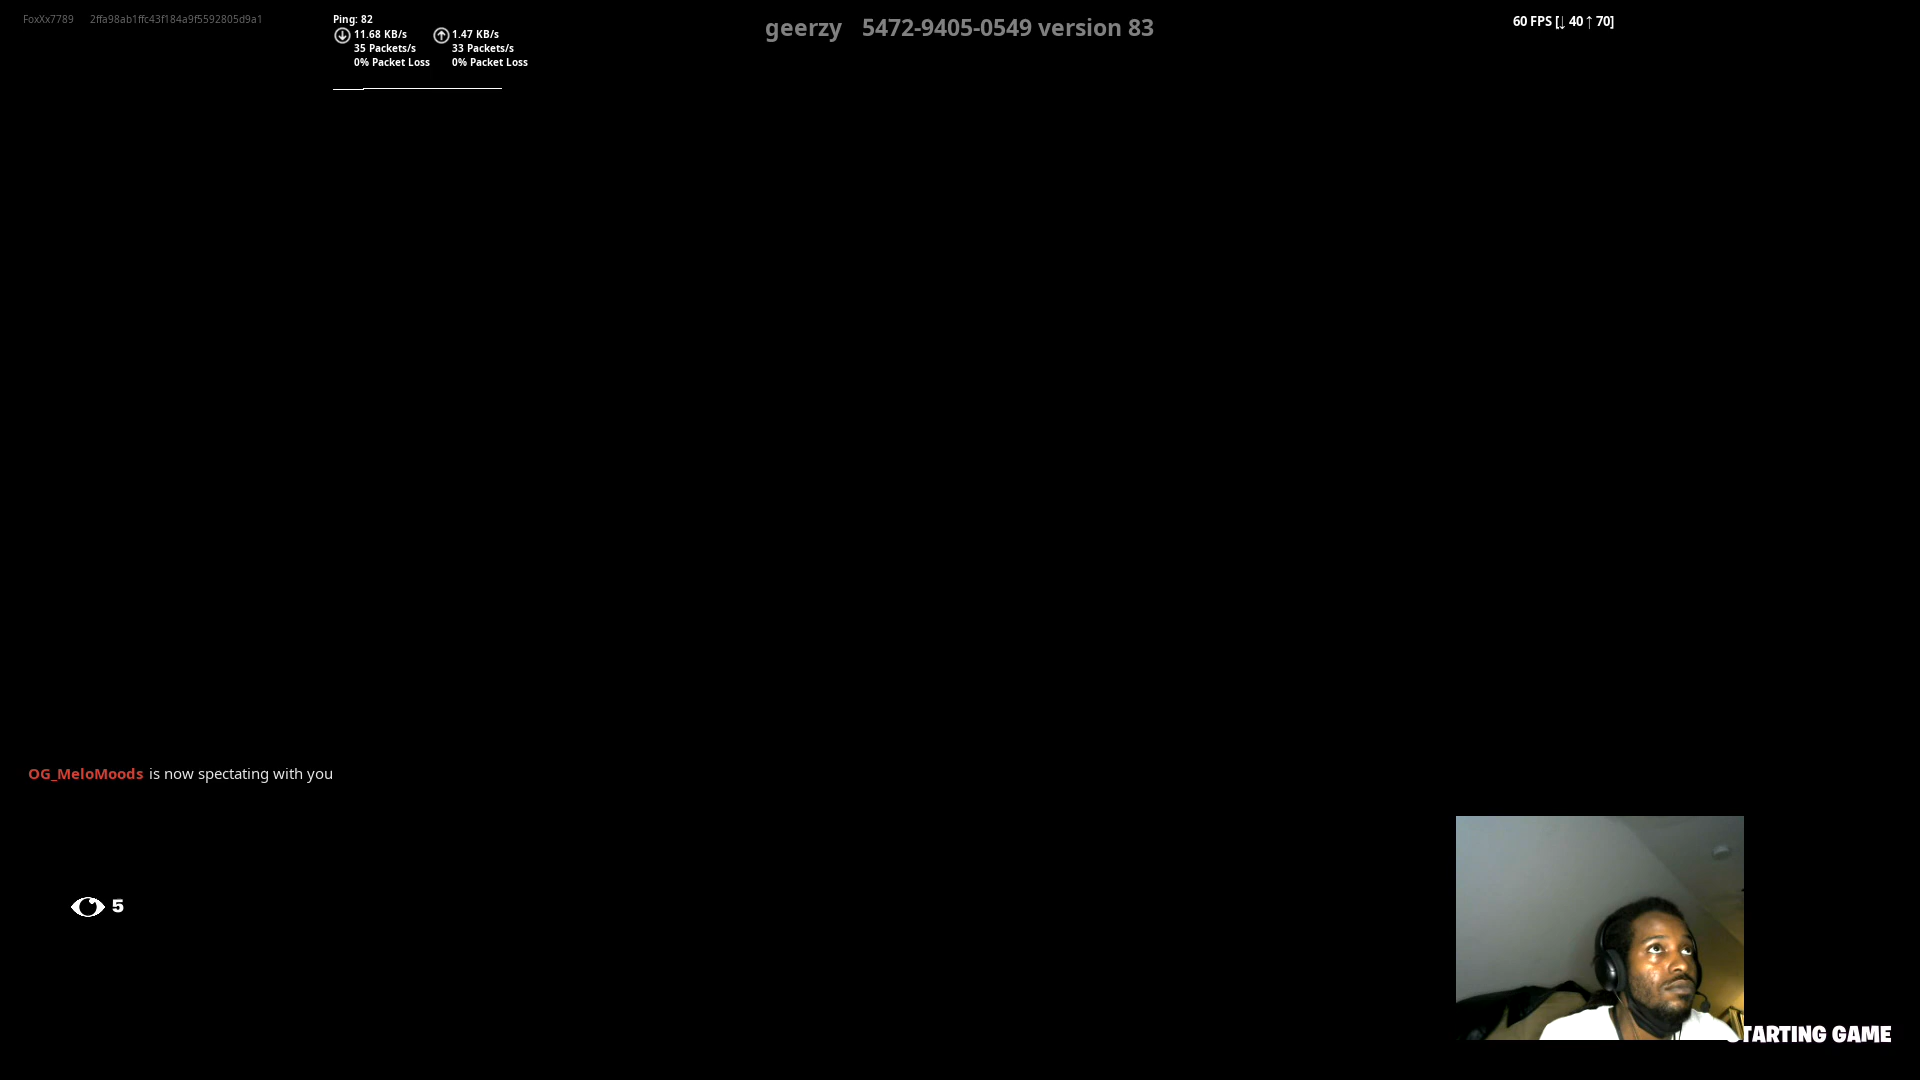 FoxXx7789 2ffa98ab1ffc43f184a9f5592805d9a1
Ping: 82
11.68 KB/s 1.47 KB/s
35 Packets/s 33 Packets/s
0% Packet Loss 0% Packet Loss
geerzy 5472-9405-0549 version 83
60 FPS [↓ 40 ↑ 70]
OG_MeloMoods is now spectating with you
5
STARTING GAME